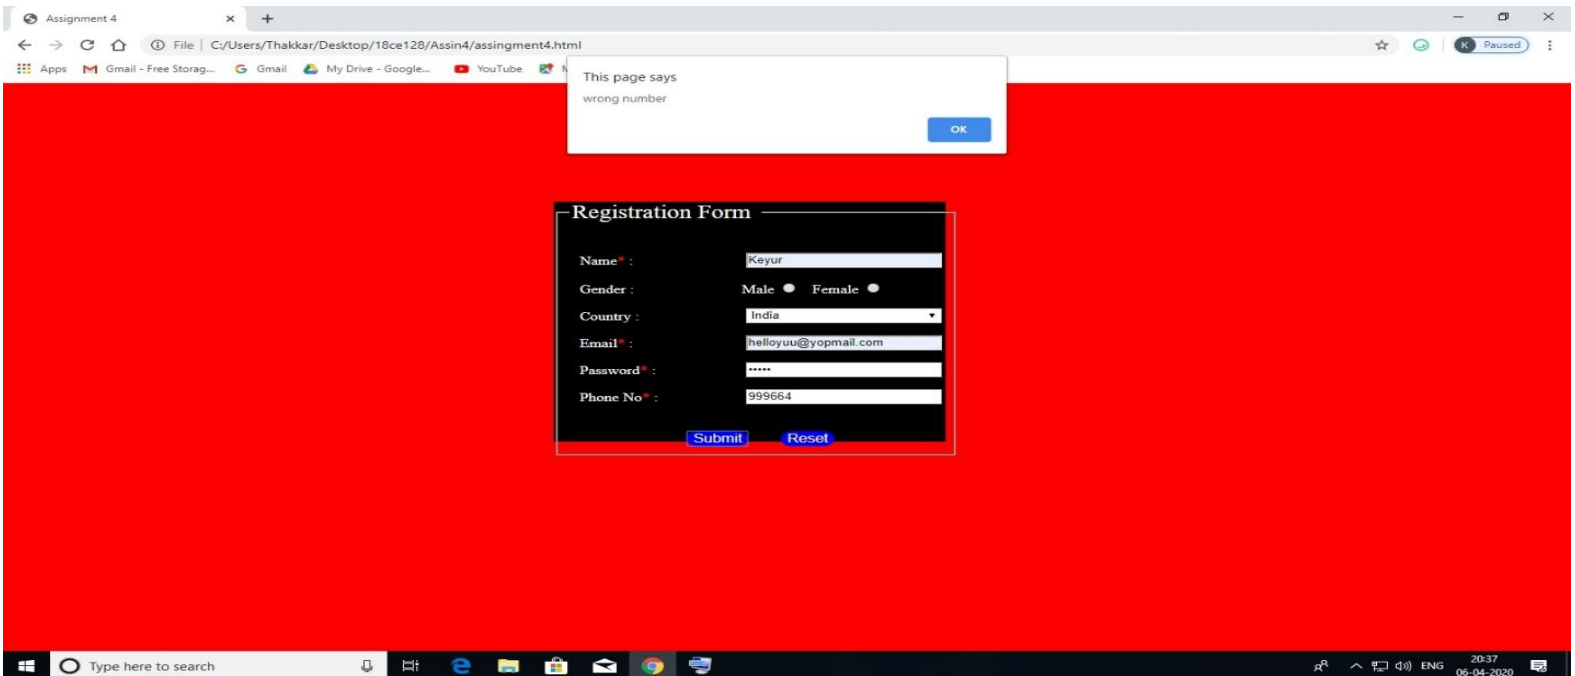 Assignment 4
File | C:/Users/Thakkar/Desktop/18ce128/Assin4/assingment4.html
K Paused
Apps Gmail - Free Storag... Gmail My Drive - Google... YouTube
This page says
wrong number
OK
Registration Form
Name* : Keyur
Gender : Male Female
Country : India
Email* : helloyuu@yopmail.com
Password* : •••••
Phone No* : 999664
Submit Reset
Type here to search
ENG
20:37
06-04-2020